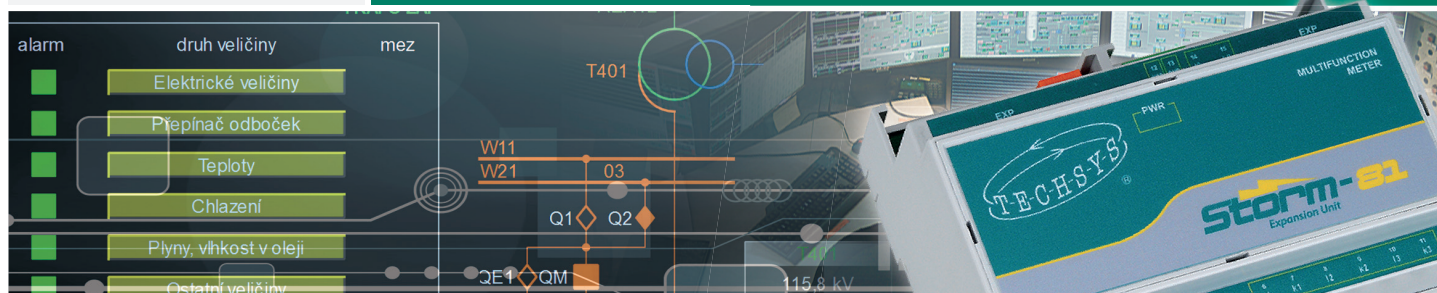 alarm druh veličiny mez
Elektrické veličiny
Přepínač odboček
Teploty
Chlazení
Plyny, vlhkost v oleji
Ostatní veličiny
T401
W11
W21 03
Q1 Q2
QE1 QM
115,8 kV
EXP
EXP
MULTIFUNCTION
METER
PWR
T-E-C-H-S-Y-S
®
Storm-81
Expansion Unit